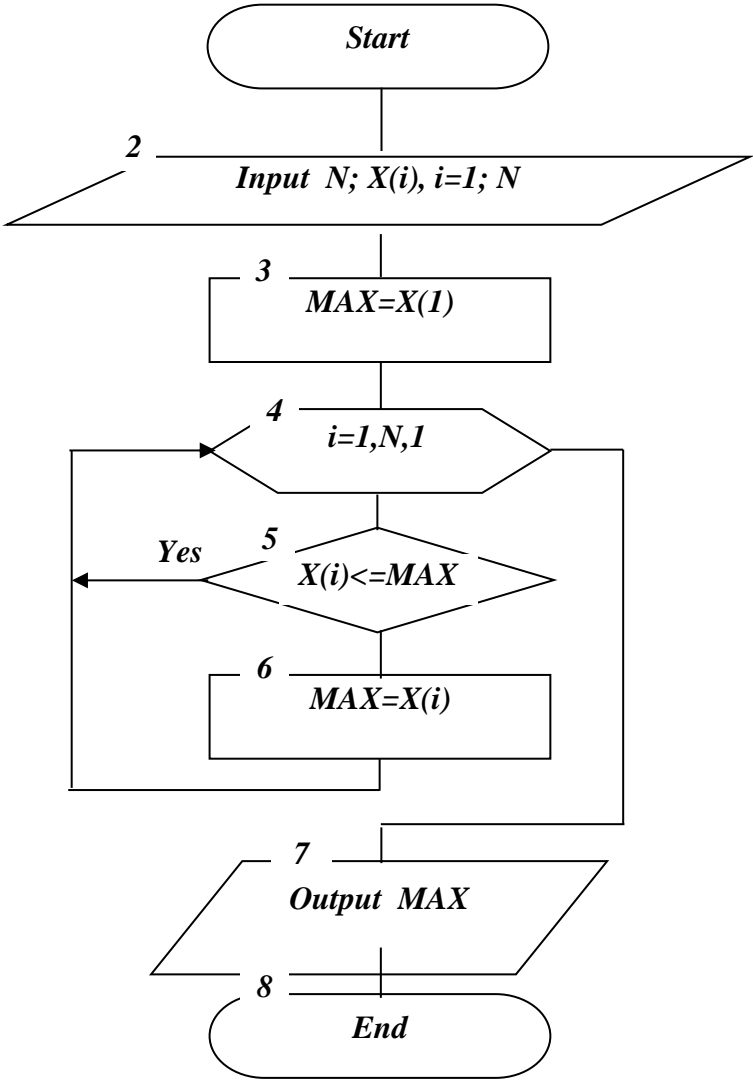 Start
2
Input N; X(i), i=1; N
3
MAX=X(1)
4
i=1,N,1
5
Yes
X(i)<=MAX
6
MAX=X(i)
7
Output MAX
8
End